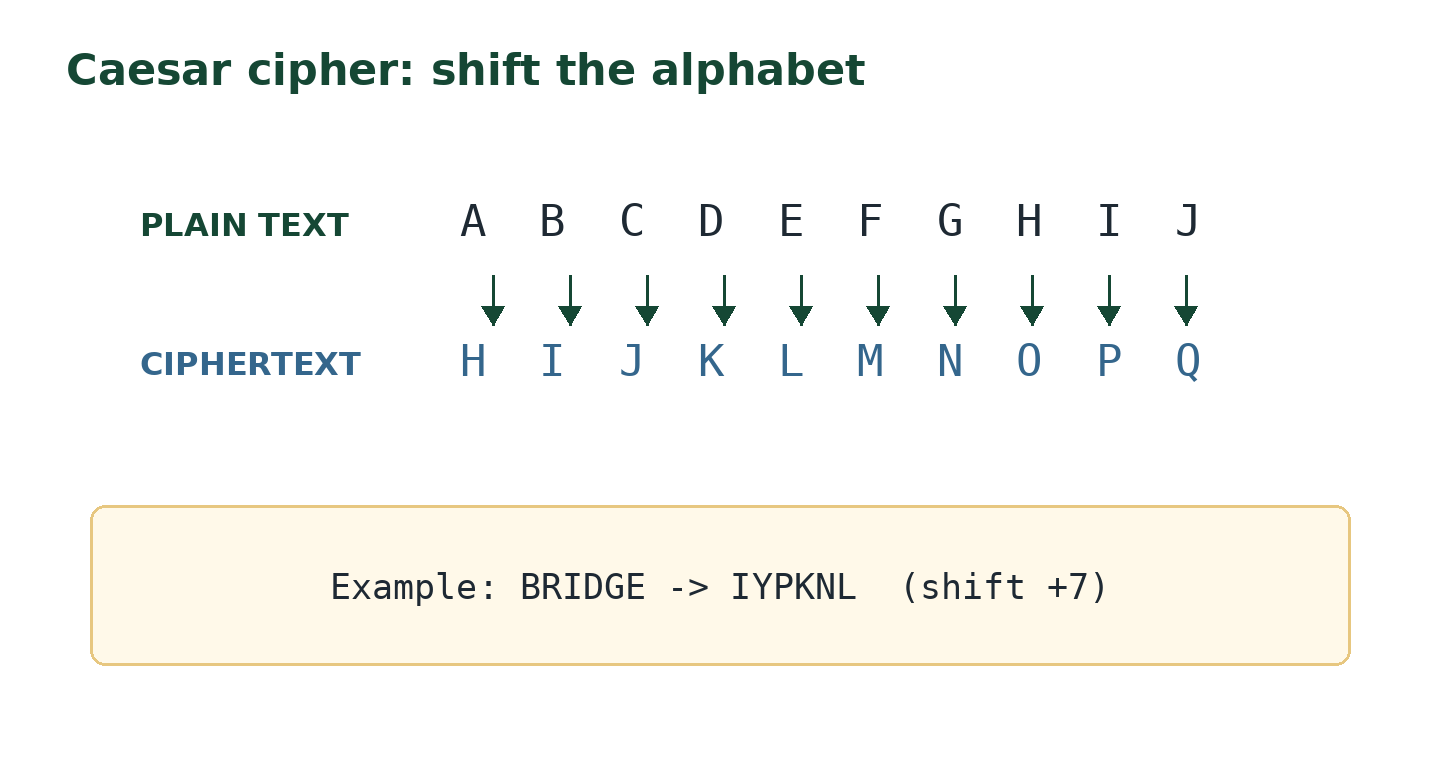 Caesar cipher: shift the alphabet
PLAIN TEXT A B C D E F G H I J
CIPHERTEXT H I J K L M N O P Q
Example: BRIDGE -> IYPKNL (shift +7)